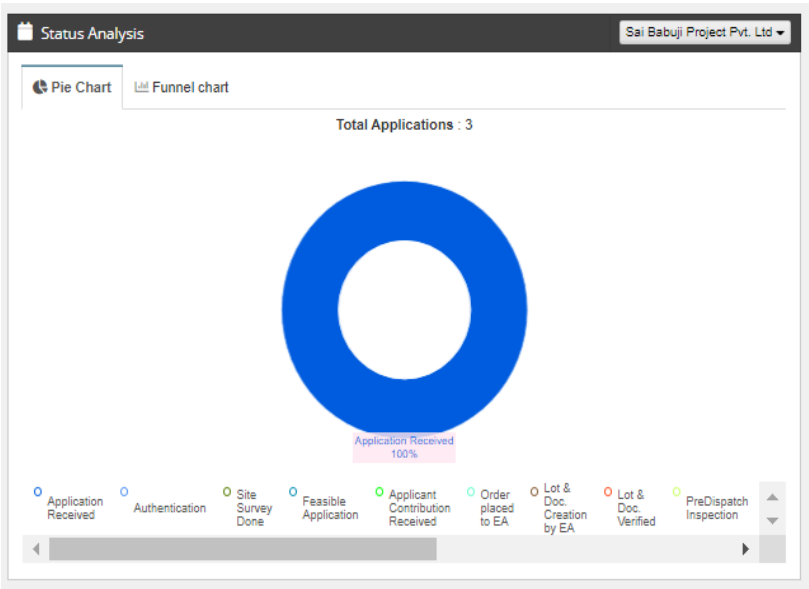 Status Analysis
Sai Babuji Project Pvt. Ltd
Pie Chart
Funnel chart
Total Applications : 3
Application Received
100%
Application
Received
Authentication
Site
Survey
Done
Feasible
Application
Applicant
Contribution
Received
Order
placed
to EA
Lot &
Doc.
Creation
by EA
Lot &
Doc.
Verified
PreDispatch
Inspection